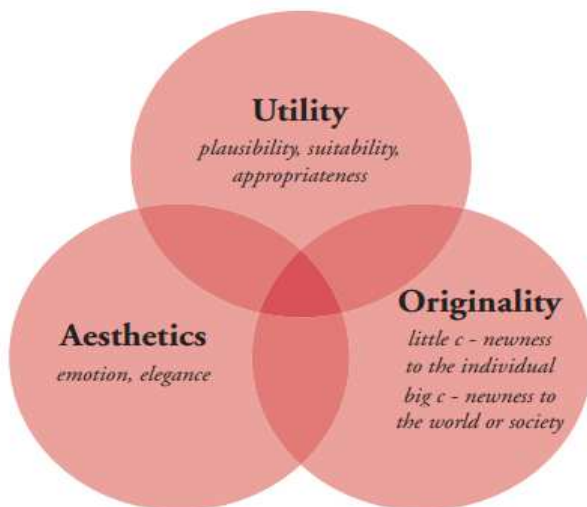 Utility
plausibility, suitability,
appropriateness
Originality
little c - newness
to the individual
big c - newness to
the world or society
Aesthetics
emotion, elegance